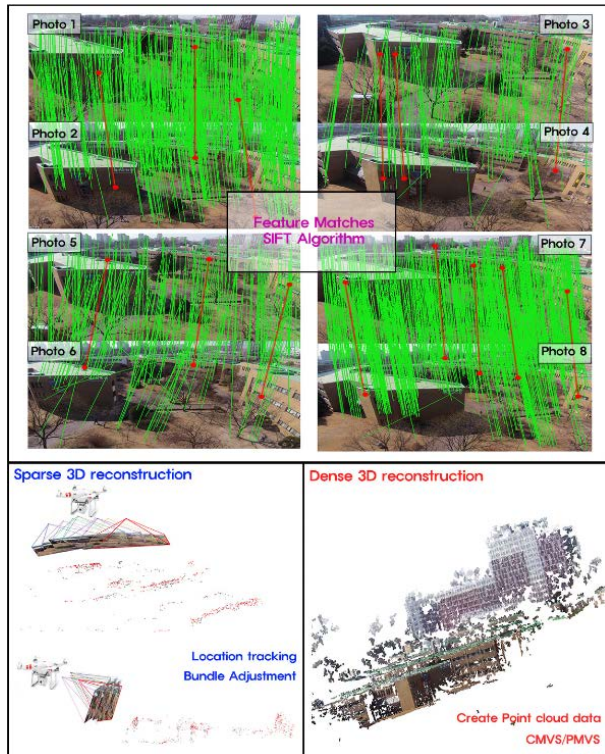 Photo 1
Photo 3
Photo 2
Photo 4
Feature Matches
SIFT Algorithm
Photo 5
Photo 7
Photo 6
Photo 8
Sparse 3D reconstruction
Location tracking
Bundle Adjustment
Dense 3D reconstruction
Create Point cloud data
CMVS/PMVS